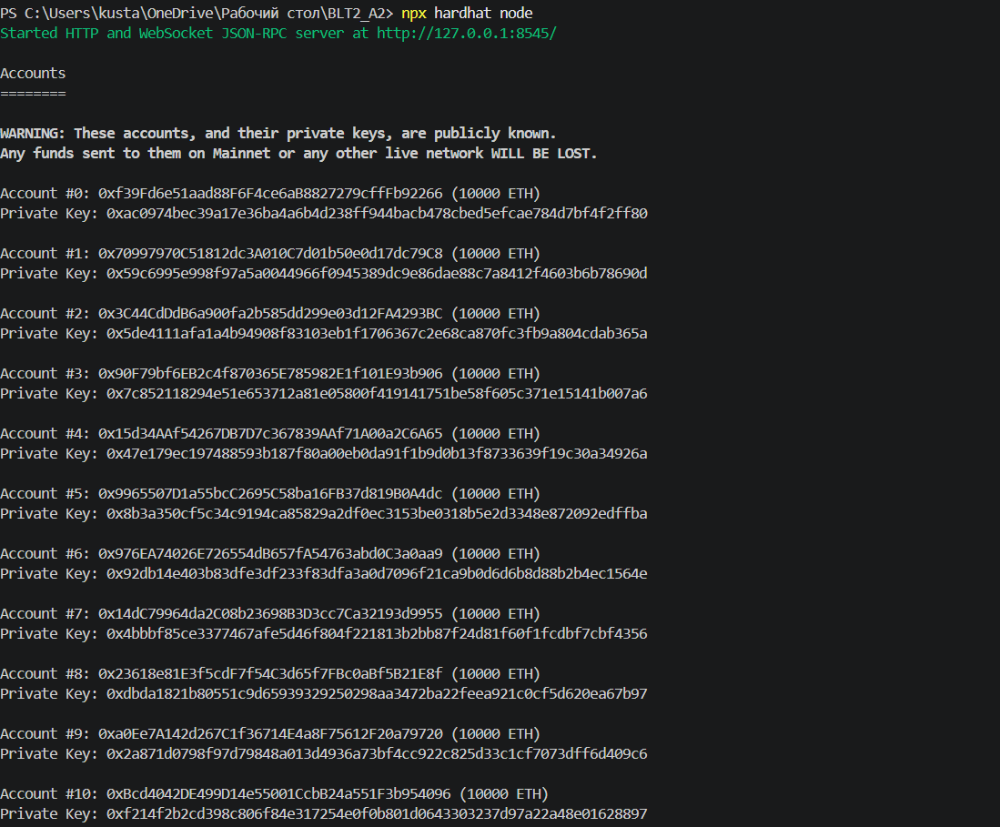 PS C:\Users\kusta\OneDrive\Рабочий стол\BLT2_A2> npx hardhat node
Started HTTP and WebSocket JSON-RPC server at http://127.0.0.1:8545/
Accounts
========
WARNING: These accounts, and their private keys, are publicly known.
Any funds sent to them on Mainnet or any other live network WILL BE LOST.
Account #0: 0xf39Fd6e51aad88F6F4ce6aB8827279cffFb92266 (10000 ETH)
Private Key: 0xac0974bec39a17e36ba4a6b4d238ff944bacb478cbed5efcae784d7bf4f2ff80
Account #1: 0x70997970C51812dc3A010C7d01b50e0d17dc79C8 (10000 ETH)
Private Key: 0x59c6995e998f97a5a0044966f0945389dc9e86dae88c7a8412f4603b6b78690d
Account #2: 0x3C44CdDdB6a900fa2b585dd299e03d12FA4293BC (10000 ETH)
Private Key: 0x5de4111afa1a4b94908f83103eb1f1706367c2e68ca870fc3fb9a804cdab365a
Account #3: 0x90F79bf6EB2c4f870365E785982E1f101E93b906 (10000 ETH)
Private Key: 0x7c852118294e51e653712a81e05800f419141751be58f605c371e15141b007a6
Account #4: 0x15d34AAf54267DB7D7c367839AAf71A00a2C6A65 (10000 ETH)
Private Key: 0x47e179ec197488593b187f80a00eb0da91f1b9d0b13f8733639f19c30a34926a
Account #5: 0x9965507D1a55bcC2695C58ba16FB37d819B0A4dc (10000 ETH)
Private Key: 0x8b3a350cf5c34c9194ca85829a2df0ec3153be0318b5e2d3348e872092edffba
Account #6: 0x976EA74026E726554dB657fA54763abd0C3a0aa9 (10000 ETH)
Private Key: 0x92db14e403b83dfe3df233f83dfa3a0d7096f21ca9b0d6d6b8d88b2b4ec1564e
Account #7: 0x14dC79964da2C08b23698B3D3cc7Ca32193d9955 (10000 ETH)
Private Key: 0x4bbbf85ce3377467afe5d46f804f221813b2bb87f24d81f60f1fcdbf7cbf4356
Account #8: 0x23618e81E3f5cdF7f54C3d65f7FBc0aBf5B21E8f (10000 ETH)
Private Key: 0xdbda1821b80551c9d65939329250298aa3472ba22feea921c0cf5d620ea67b97
Account #9: 0xa0Ee7A142d267C1f36714E4a8F75612F20a79720 (10000 ETH)
Private Key: 0x2a871d0798f97d79848a013d4936a73bf4cc922c825d33c1cf7073dff6d409c6
Account #10: 0xBcd4042DE499D14e55001CcbB24a551F3b954096 (10000 ETH)
Private Key: 0xf214f2b2cd398c806f84e317254e0f0b801d0643303237d97a22a48e01628897